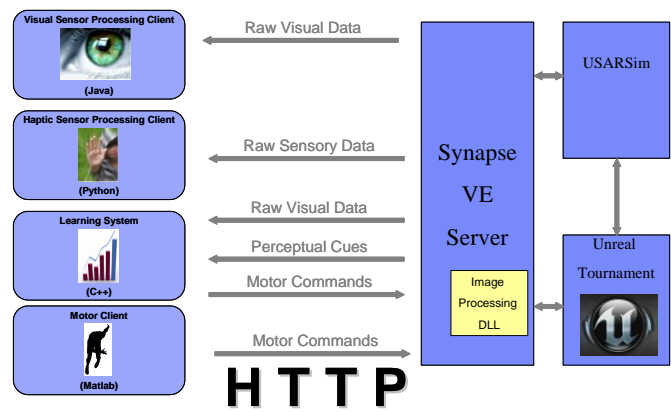 Visual Sensor Processing Client
(Java)
Haptic Sensor Processing Client
(Python)
Learning System
(C++)
Motor Client
(Matlab)
Raw Visual Data
Raw Sensory Data
Raw Visual Data
Perceptual Cues
Motor Commands
Motor Commands
HTTP
Synapse
VE
Server
Image
Processing
DLL
USARSim
Unreal
Tournament